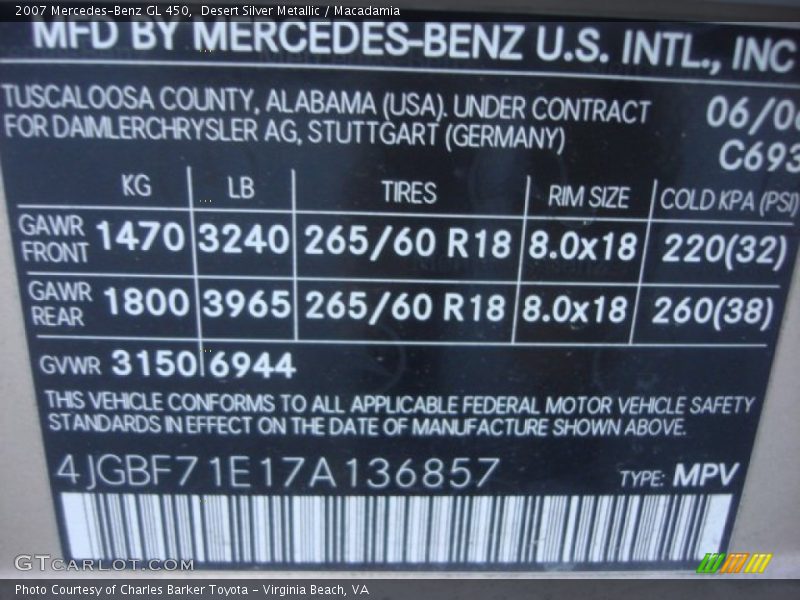 2007 Mercedes-Benz GL 450, Desert Silver Metallic / Macadamia
MFD BY MERCEDES-BENZ U.S. INTL., INC
TUSCALOOSA COUNTY, ALABAMA (USA). UNDER CONTRACT 06/06
FOR DAIMLERCHRYSLER AG, STUTTGART (GERMANY) C693
KG LB TIRES RIM SIZE COLD KPA (PSI)
GAWR FRONT 1470 3240 265/60 R18 8.0x18 220(32)
GAWR REAR 1800 3965 265/60 R18 8.0x18 260(38)
GVWR 3150 6944
THIS VEHICLE CONFORMS TO ALL APPLICABLE FEDERAL MOTOR VEHICLE SAFETY
STANDARDS IN EFFECT ON THE DATE OF MANUFACTURE SHOWN ABOVE.
4JGBF71E17A136857 TYPE: MPV
GTCARLOT.COM
Photo Courtesy of Charles Barker Toyota - Virginia Beach, VA